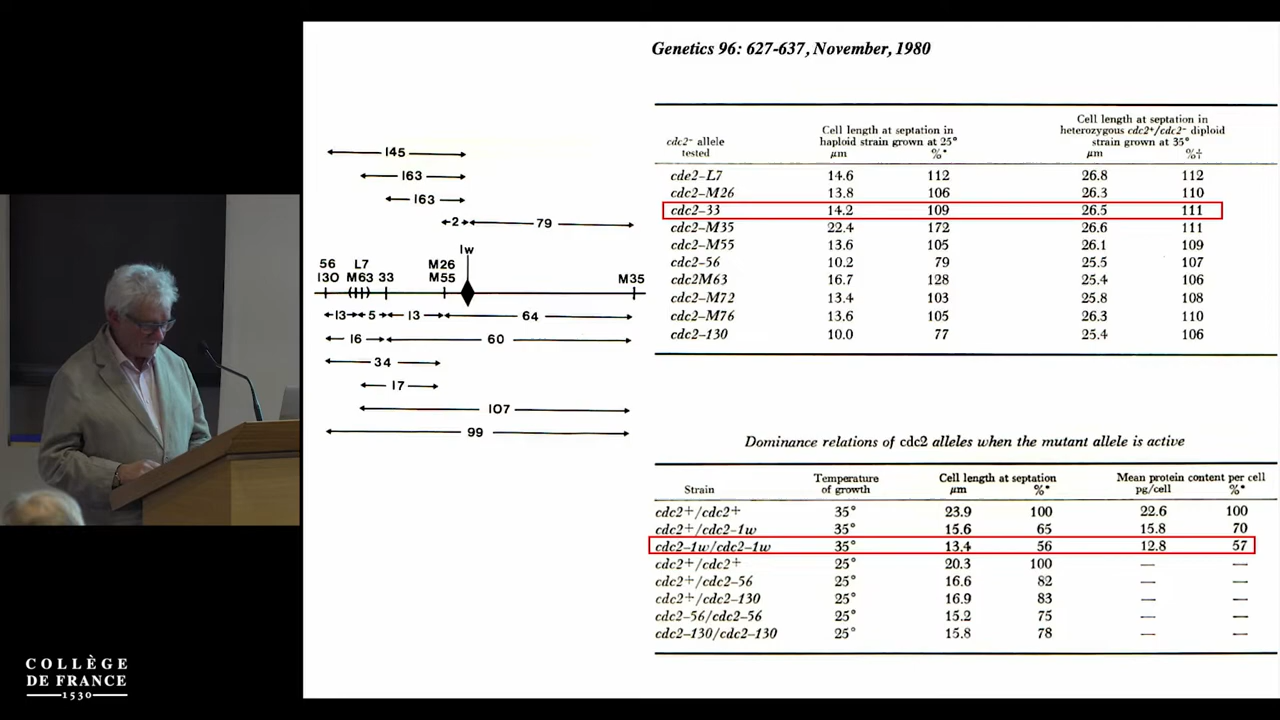 Genetics 96: 627-637, November, 1980
cdc2⁻ allele tested
Cell length at septation in haploid strain grown at 25°
µm %*
Cell length at septation in heterozygous cdc2+/cdc2⁻ diploid strain grown at 35°
µm %‡
cde2-L7 14.6 112 26.8 112
cdc2-M26 13.8 106 26.3 110
cdc2-33 14.2 109 26.5 111
cdc2-M35 22.4 172 26.6 111
cdc2-M55 13.6 105 26.1 109
cdc2-56 10.2 79 25.5 107
cdc2M63 16.7 128 25.4 106
cdc2-M72 13.4 103 25.8 108
cdc2-M76 13.6 105 26.3 110
cdc2-130 10.0 77 25.4 106
145
163
163
2 79
Iw
56 L7 M26
I30 M63 33 M55 M35
13 5 13 64
16 60
34
17
107
99
Dominance relations of cdc2 alleles when the mutant allele is active
Strain
Temperature of growth
Cell length at septation
µm %*
Mean protein content per cell
pg/cell %*
cdc2+/cdc2+ 35° 23.9 100 22.6 100
cdc2+/cdc2-1w 35° 15.6 65 15.8 70
cdc2-1w/cdc2-1w 35° 13.4 56 12.8 57
cdc2+/cdc2+ 25° 20.3 100 — —
cdc2+/cdc2-56 25° 16.6 82 — —
cdc2+/cdc2-130 25° 16.9 83 — —
cdc2-56/cdc2-56 25° 15.2 75 — —
cdc2-130/cdc2-130 25° 15.8 78 — —
COLLÈGE
DE FRANCE
1530